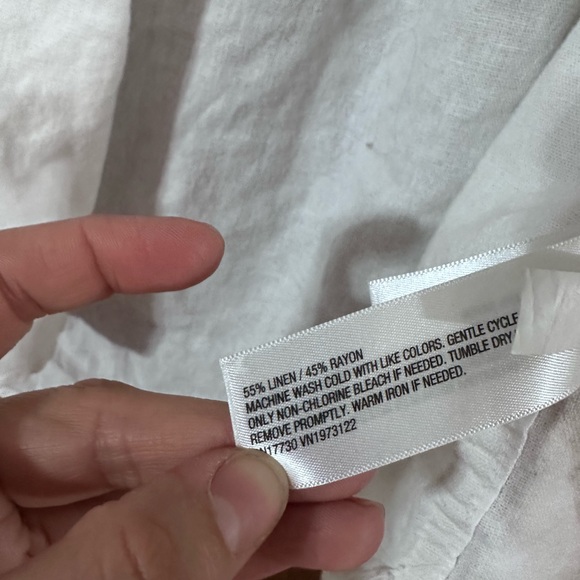 55% LINEN / 45% RAYON
MACHINE WASH COLD WITH LIKE COLORS. GENTLE CYCLE
ONLY NON-CHLORINE BLEACH IF NEEDED. TUMBLE DRY
REMOVE PROMPTLY. WARM IRON IF NEEDED.
N17730 VN1973122